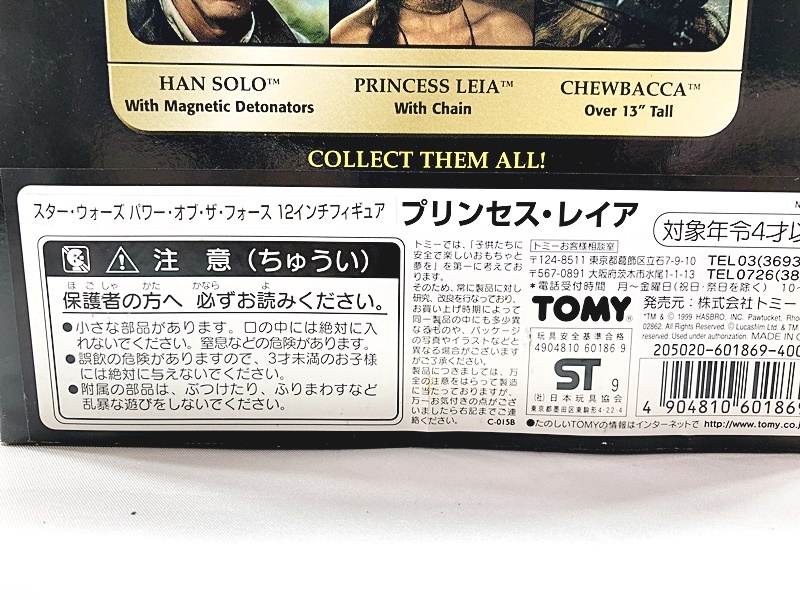 HAN SOLO™
With Magnetic Detonators
PRINCESS LEIA™
With Chain
CHEWBACCA™
Over 13" Tall
COLLECT THEM ALL!
スター・ウォーズ パワー・オブ・ザ・フォース 12インチフィギュア
プリンセス・レイア
対象年令4才以
注 意 (ちゅうい)
ほごしゃ かた かなら よ
保護者の方へ 必ずお読みください。
●小さな部品があります。口の中には絶対に入
れないでください。窒息などの危険があります。
●誤飲の危険がありますので、3才未満のお子様
には絶対に与えないでください。
●附属の部品は、ぶつけたり、ふりまわすなど
乱暴な遊びをしないでください。
トミーでは、「子供たちに
安全で楽しいおもちゃと
夢を」を第一に考えてお
ります。
そのため、常に製品に対し
研究、改良を行なっており、
お買い上げ時期によって
同一製品の中にも多少異
なるものや、パッケージ
の写真やイラストなどと
異なる場合がございます
がご了承ください。
製品につきましては、万
全の注意をはらって製造
に当たっておりますが、
万一お気付きの点がござ
いましたら右記までご連
絡ください。
C-015B
トミーお客様相談室
〒124-8511 東京都葛飾区立石7-9-10
TEL03(3693
〒567-0891 大阪府茨木市水尾1-1-13
TEL0726(38
*電話受付時間 月~金曜日(祝日・祭日を除く) 10~
TOMY®
発売元:株式会社トミー
™ & © 1999 HASBRO, INC. Pawtucket, Rho
02862. All Rights Reserved. © Lucasfilm Ltd. & TM
Used under authorization. MADE IN C
玩具安全基準合格
4904810 60186 9
ST 9
(社)日本玩具協会
東京都墨田区東駒形4-22-4
205020-601869-400
4 904810 601869
●たのしいTOMYの情報はインターネットで http://www.tomy.co.j